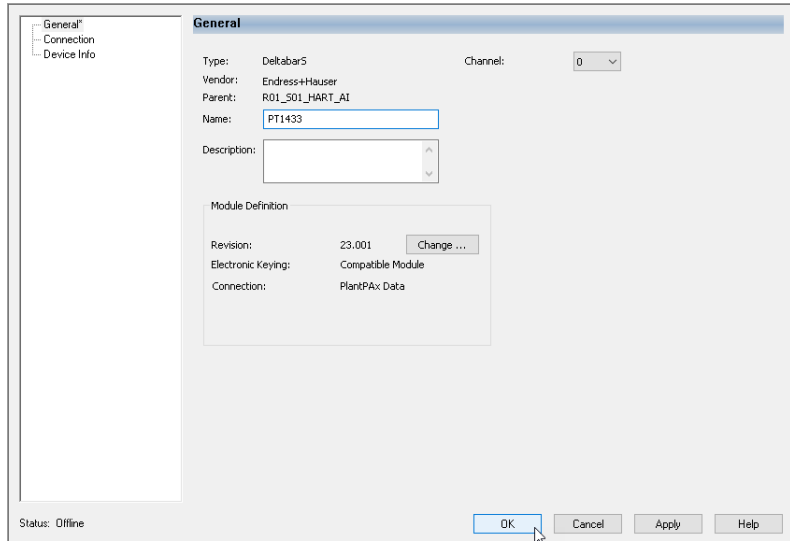 General*
Connection
Device Info
General
Type: DeltabarS Channel: 0
Vendor: Endress+Hauser
Parent: R01_S01_HART_AI
Name: PT1433
Description:
Module Definition
Revision: 23.001 Change ...
Electronic Keying: Compatible Module
Connection: PlantPAx Data
Status: Offline OK Cancel Apply Help